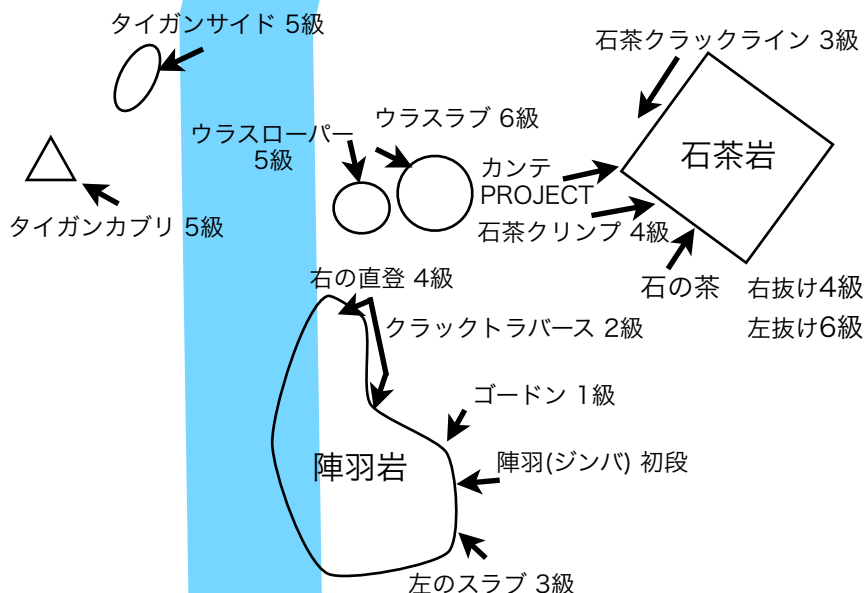 タイガンサイド 5級
石茶クラックライン 3級
ウラスラブ 6級
ウラスローパー
5級
カンテ
PROJECT
石茶岩
タイガンカブリ 5級
石茶クリンプ 4級
右の直登 4級
石の茶 右抜け4級
左抜け6級
クラックトラバース 2級
ゴードン 1級
陣羽岩
陣羽(ジンバ) 初段
左のスラブ 3級